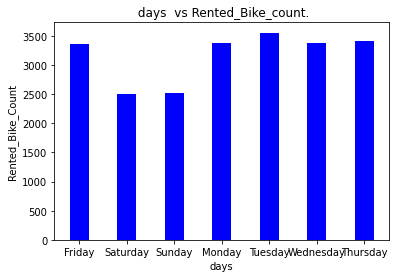 days  vs Rented_Bike_count.
Rented_Bike_Count
3500
3000
2500
2000
1500
1000
500
0
Friday Saturday Sunday Monday Tuesday Wednesday Thursday
days